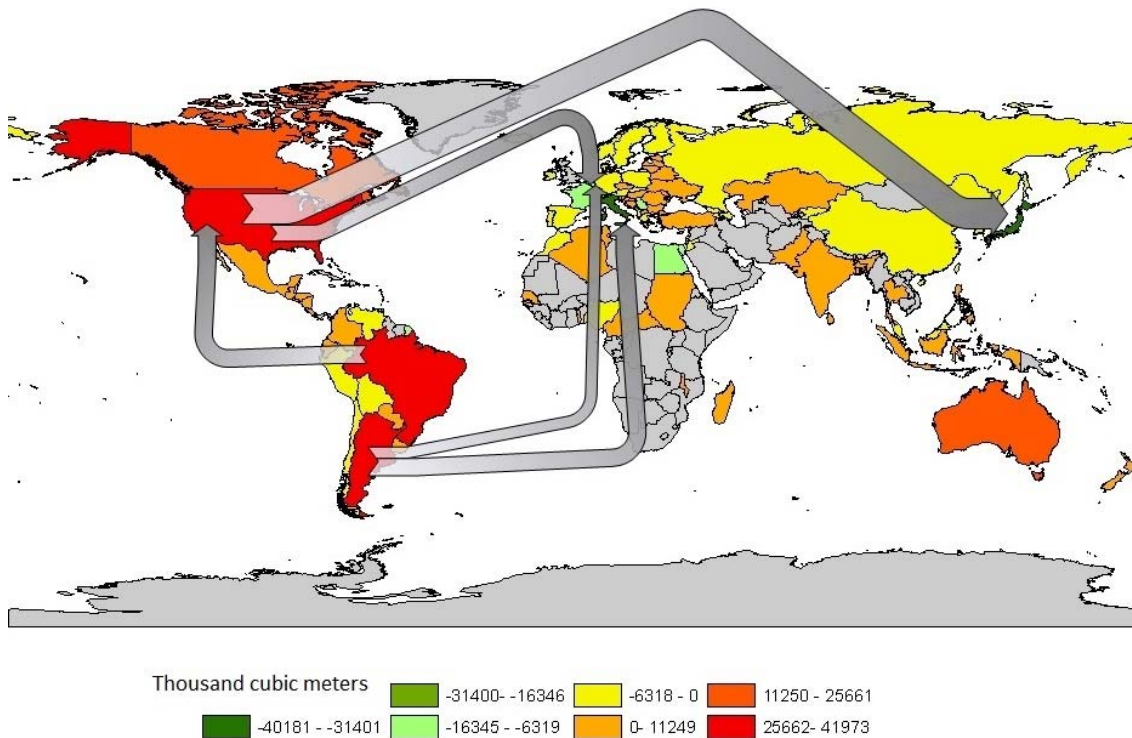 Thousand cubic meters
-31400- -16346
-6318 - 0
11250 - 25661
-40181 - -31401
-16345 - -6319
0- 11249
25662- 41973